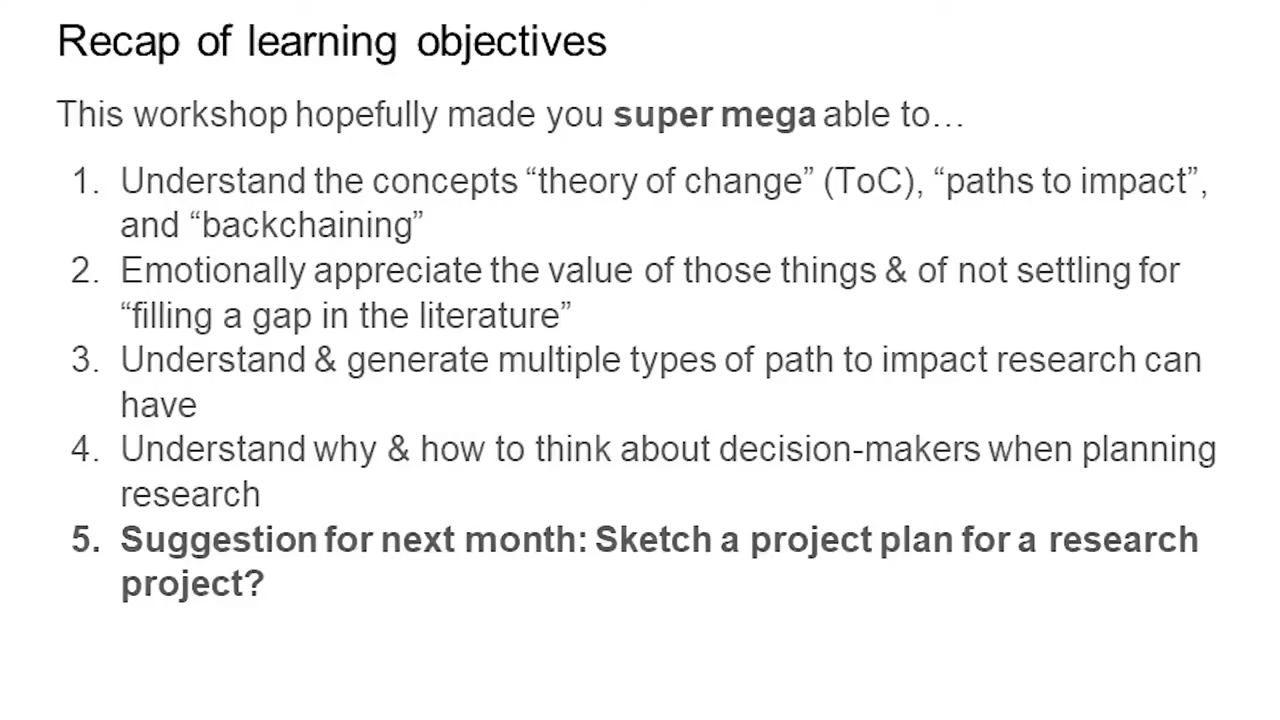 Recap of learning objectives
This workshop hopefully made you super mega able to…
1. Understand the concepts “theory of change” (ToC), “paths to impact”,
and “backchaining”
2. Emotionally appreciate the value of those things & of not settling for
“filling a gap in the literature”
3. Understand & generate multiple types of path to impact research can
have
4. Understand why & how to think about decision-makers when planning
research
5. Suggestion for next month: Sketch a project plan for a research
project?